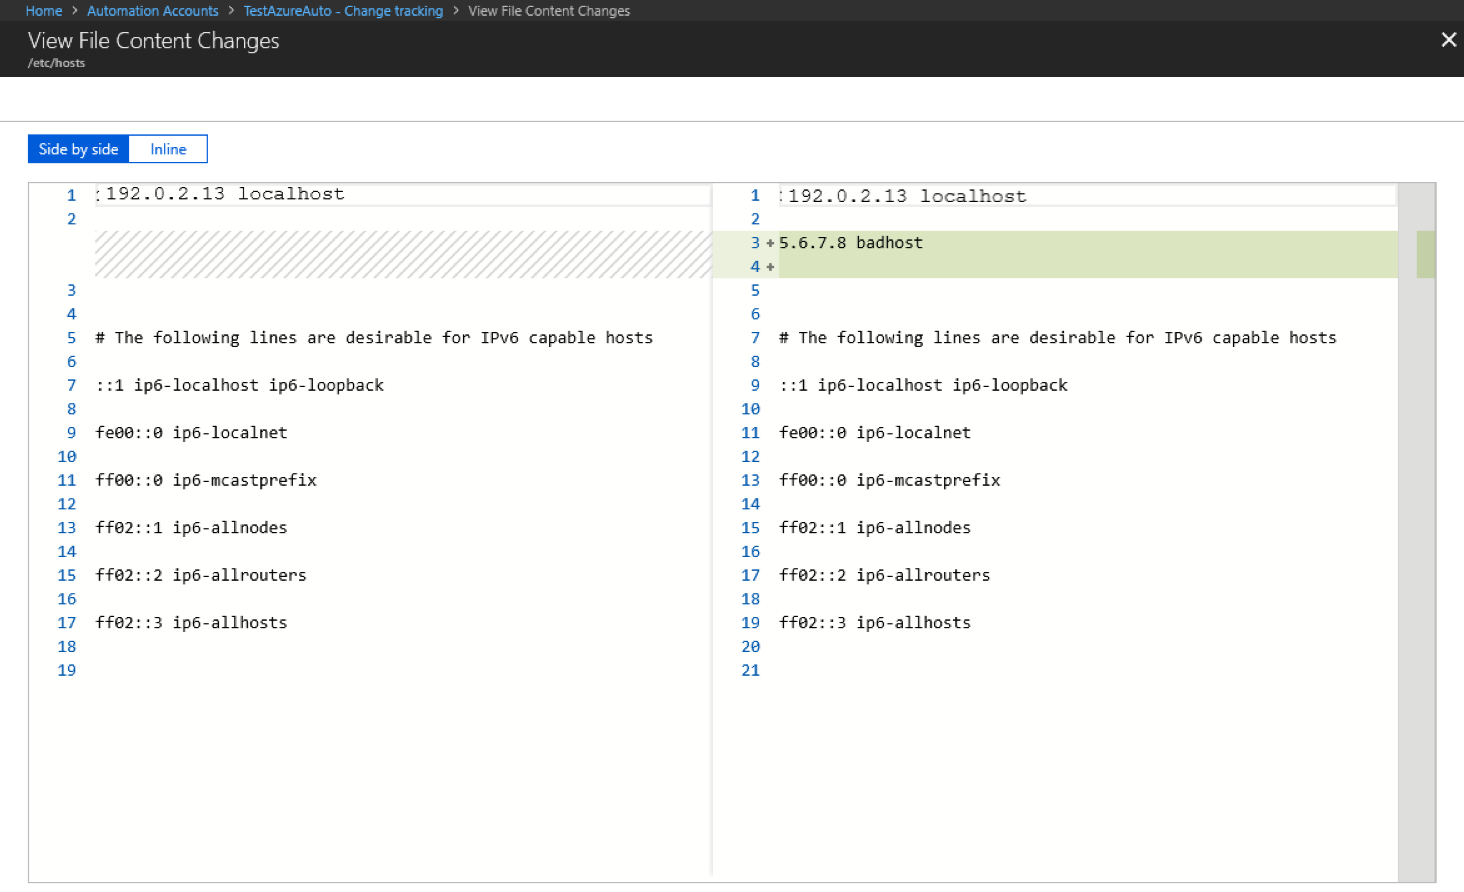 Home > Automation Accounts > TestAzureAuto - Change tracking > View File Content Changes
View File Content Changes
/etc/hosts
Side by side Inline
1 :192.0.2.13 localhost
2
3
4
5 # The following lines are desirable for IPv6 capable hosts
6
7 ::1 ip6-localhost ip6-loopback
8
9 fe00::0 ip6-localnet
10
11 ff00::0 ip6-mcastprefix
12
13 ff02::1 ip6-allnodes
14
15 ff02::2 ip6-allrouters
16
17 ff02::3 ip6-allhosts
18
19
1 :192.0.2.13 localhost
2
3 + 5.6.7.8 badhost
4 +
5
6
7 # The following lines are desirable for IPv6 capable hosts
8
9 ::1 ip6-localhost ip6-loopback
10
11 fe00::0 ip6-localnet
12
13 ff00::0 ip6-mcastprefix
14
15 ff02::1 ip6-allnodes
16
17 ff02::2 ip6-allrouters
18
19 ff02::3 ip6-allhosts
20
21